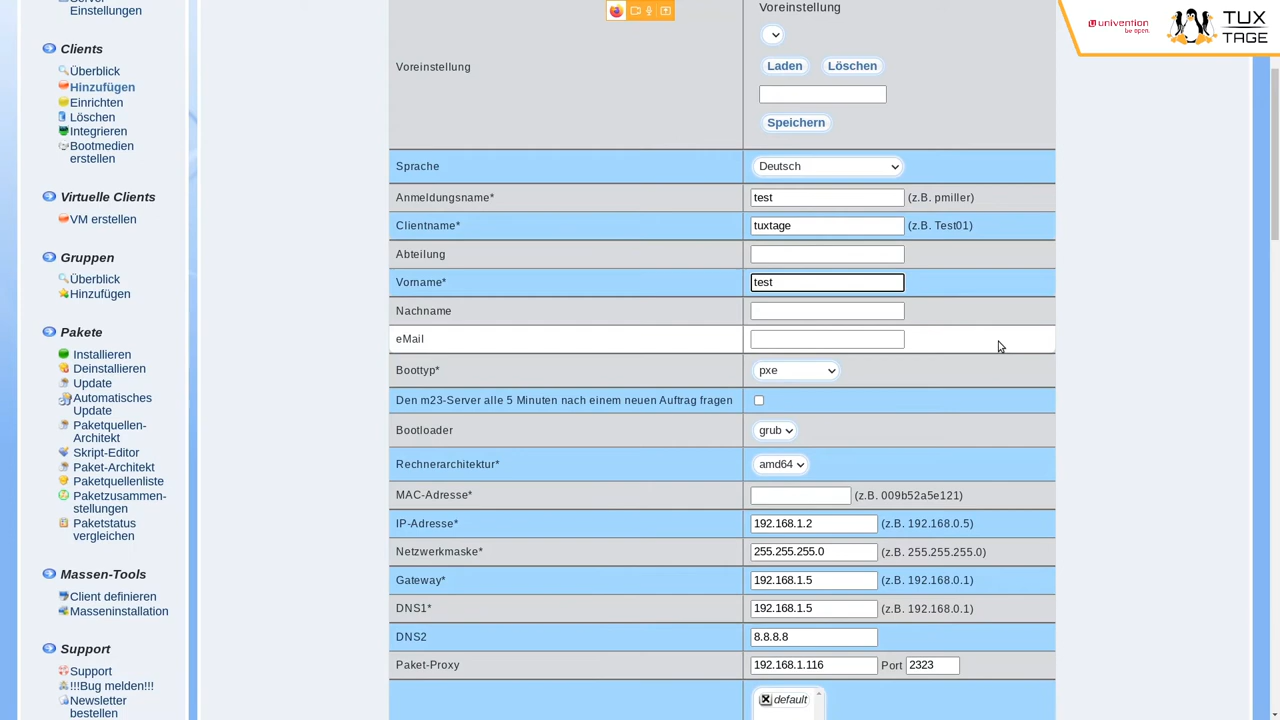 Server
Einstellungen
Clients
Überblick
Hinzufügen
Einrichten
Löschen
Integrieren
Bootmedien
erstellen
Virtuelle Clients
VM erstellen
Gruppen
Überblick
Hinzufügen
Pakete
Installieren
Deinstallieren
Update
Automatisches
Update
Paketquellen-
Architekt
Skript-Editor
Paket-Architekt
Paketquellenliste
Paketzusammen-
stellungen
Paketstatus
vergleichen
Massen-Tools
Client definieren
Masseninstallation
Support
Support
!!!Bug melden!!!
Newsletter
bestellen
Voreinstellung
Voreinstellung
Laden Löschen
Speichern
Sprache Deutsch
Anmeldungsname* test (z.B. pmiller)
Clientname* tuxtage (z.B. Test01)
Abteilung
Vorname* test
Nachname
eMail
Boottyp* pxe
Den m23-Server alle 5 Minuten nach einem neuen Auftrag fragen
Bootloader grub
Rechnerarchitektur* amd64
MAC-Adresse* (z.B. 009b52a5e121)
IP-Adresse* 192.168.1.2 (z.B. 192.168.0.5)
Netzwerkmaske* 255.255.255.0 (z.B. 255.255.255.0)
Gateway* 192.168.1.5 (z.B. 192.168.0.1)
DNS1* 192.168.1.5 (z.B. 192.168.0.1)
DNS2 8.8.8.8
Paket-Proxy 192.168.1.116 Port 2323
default
univention
be open.
TUX
TAGE